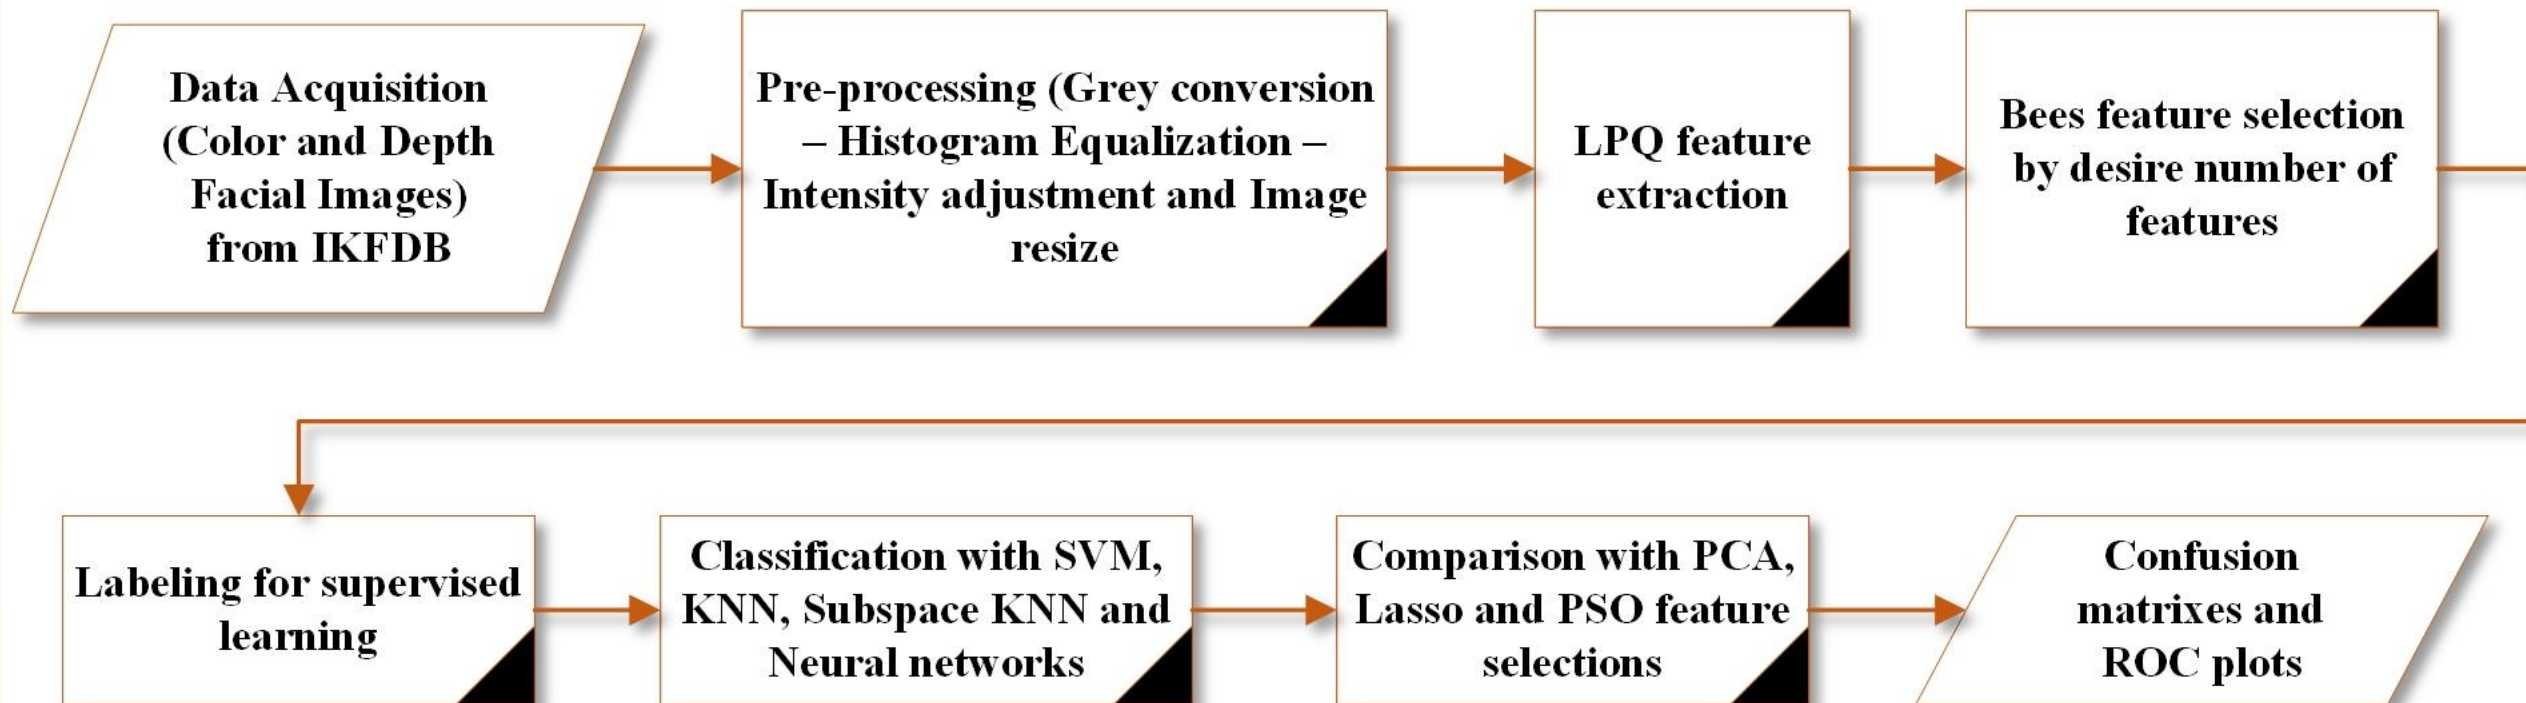 Data Acquisition
(Color and Depth
Facial Images)
from IKFDB
Pre-processing (Grey conversion
– Histogram Equalization –
Intensity adjustment and Image
resize
LPQ feature
extraction
Bees feature selection
by desire number of
features
Labeling for supervised
learning
Classification with SVM,
KNN, Subspace KNN and
Neural networks
Comparison with PCA,
Lasso and PSO feature
selections
Confusion
matrixes and
ROC plots